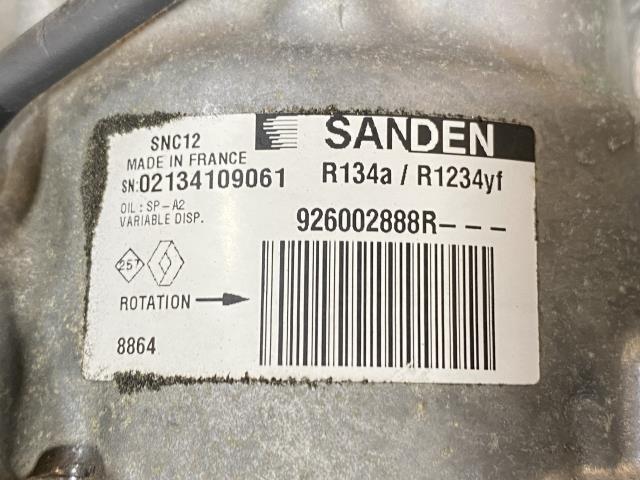 SNC12
MADE IN FRANCE
SN:02134109061
OIL: SP-A2
VARIABLE DISP.
SANDEN
R134a / R1234yf
926002888R---
257
ROTATION
8864